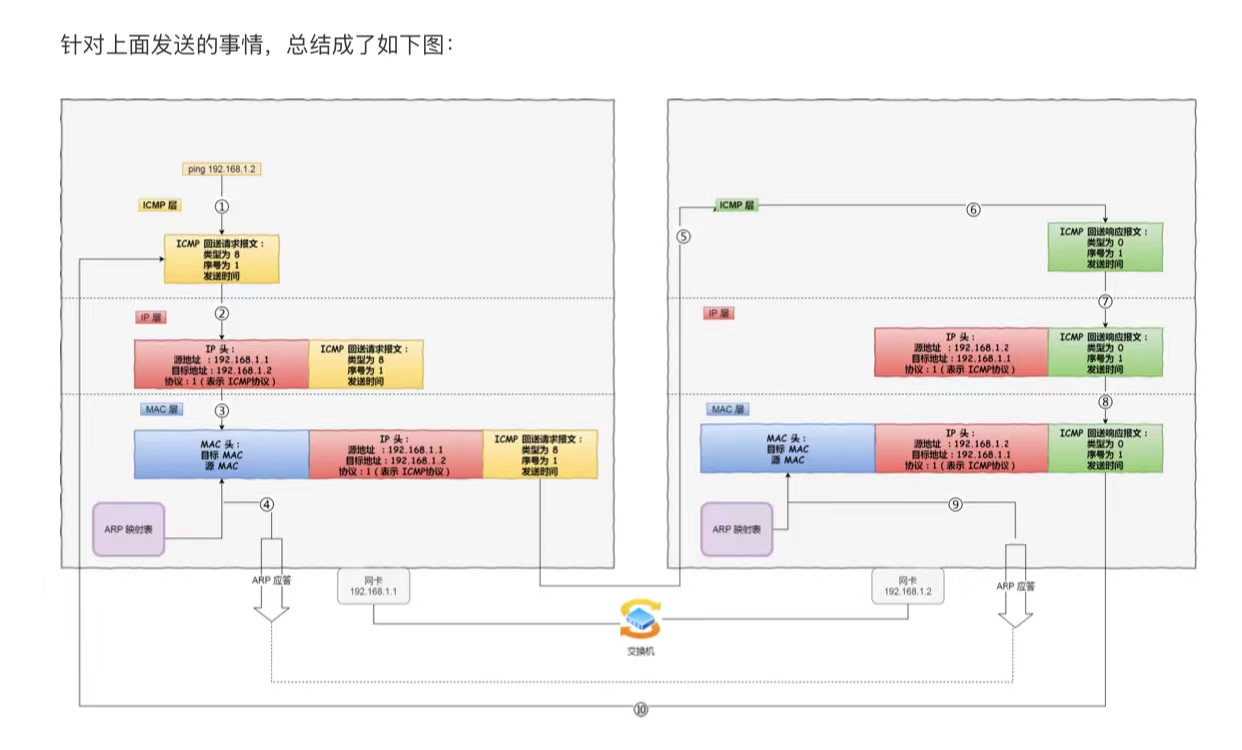 针对上面发送的事情，总结成了如下图：
ping 192.168.1.2
ICMP 层
①
ICMP 回送请求报文：
类型为 8
序号为 1
发送时间
②
IP 层
IP 头：
源地址 ：192.168.1.1
目标地址：192.168.1.2
协议：1（表示 ICMP协议）
ICMP 回送请求报文：
类型为 8
序号为 1
发送时间
③
MAC 层
MAC 头：
目标 MAC
源 MAC
IP 头：
源地址 ：192.168.1.1
目标地址：192.168.1.2
协议：1（表示 ICMP协议）
ICMP 回送请求报文：
类型为 8
序号为 1
发送时间
④
ARP 映射表
ARP 应答
网卡
192.168.1.1
⑤
ICMP 层
⑥
ICMP 回送响应报文：
类型为 0
序号为 1
发送时间
⑦
IP 层
IP 头：
源地址 ：192.168.1.2
目标地址：192.168.1.1
协议：1（表示 ICMP协议）
ICMP 回送响应报文：
类型为 0
序号为 1
发送时间
⑧
MAC 层
MAC 头：
目标 MAC
源 MAC
IP 头：
源地址 ：192.168.1.2
目标地址：192.168.1.1
协议：1（表示 ICMP协议）
ICMP 回送响应报文：
类型为 0
序号为 1
发送时间
⑨
ARP 映射表
ARP 应答
网卡
192.168.1.2
交换机
⑩